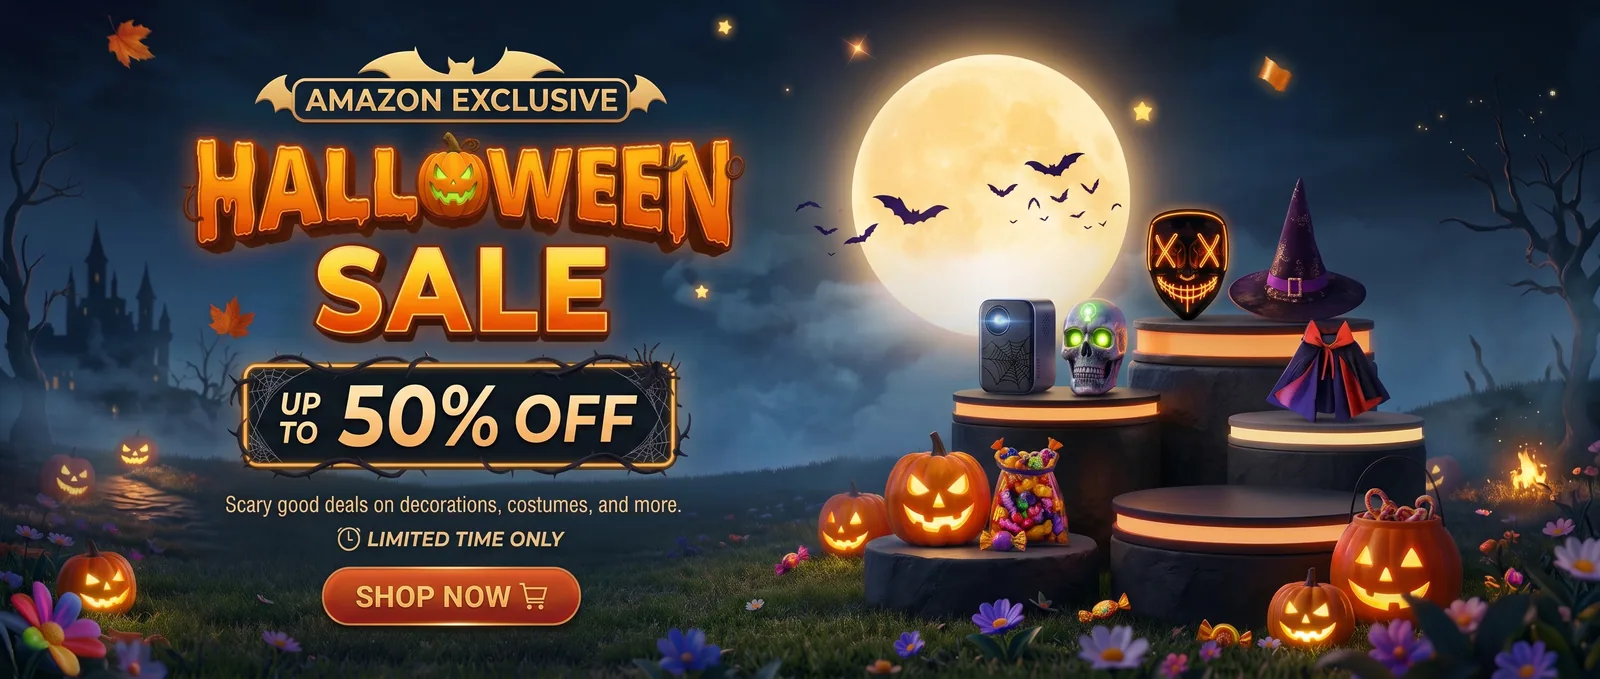 AMAZON EXCLUSIVE
HALLOWEEN
SALE
UP TO 50% OFF
Scary good deals on decorations, costumes, and more.
LIMITED TIME ONLY
SHOP NOW